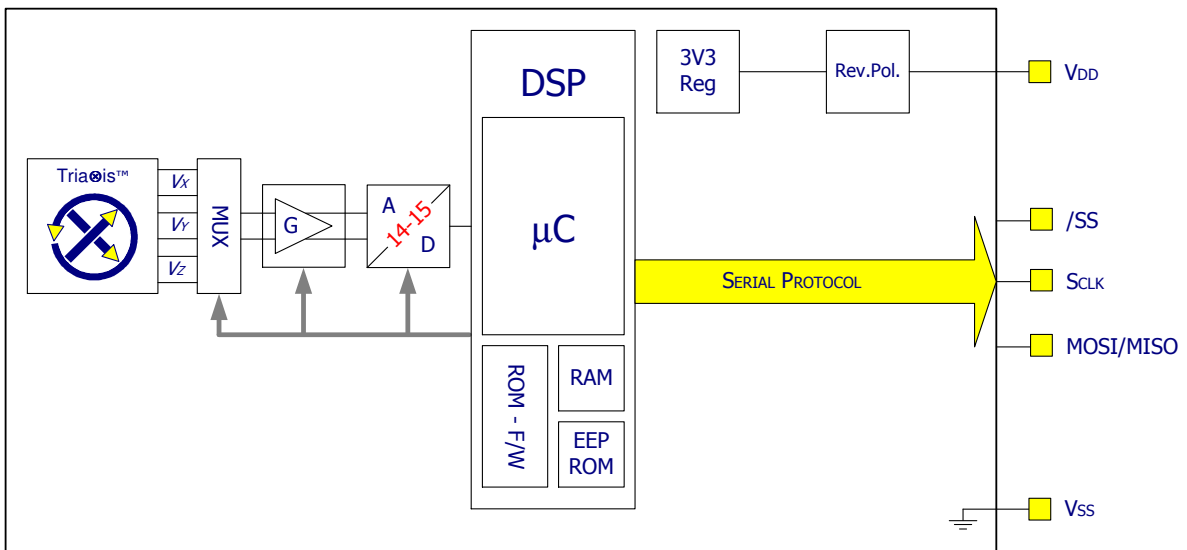 Tria⊗is™
VX
VY
VZ
MUX
G
A
14-15
D
DSP
µC
ROM - F/W
RAM
EEP
ROM
3V3
Reg
Rev.Pol.
SERIAL PROTOCOL
VDD
/SS
SCLK
MOSI/MISO
VSS